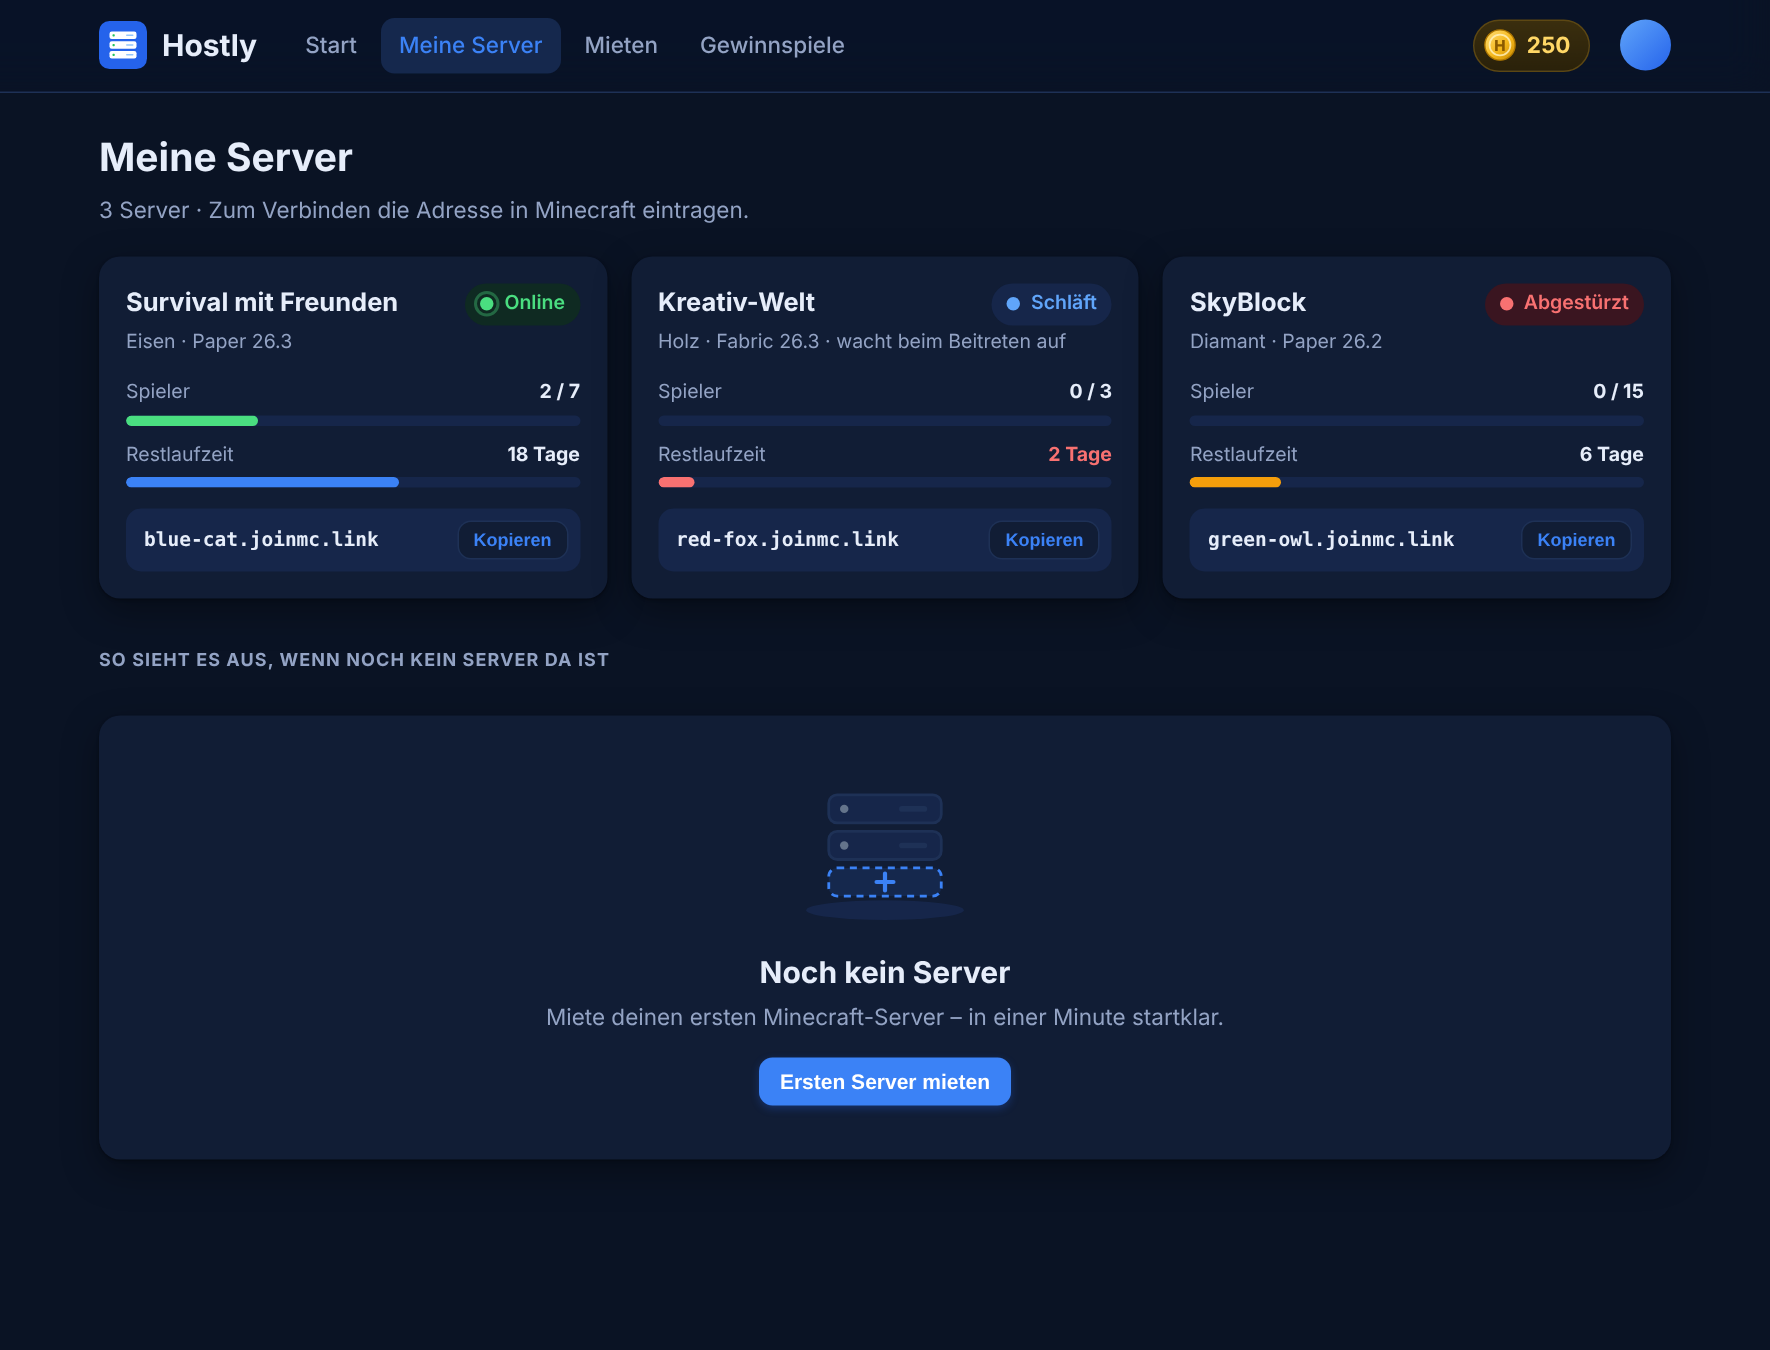 Hostly
Start
Meine Server
Mieten
Gewinnspiele
H
250
Meine Server
3 Server · Zum Verbinden die Adresse in Minecraft eintragen.
Survival mit Freunden
Online
Eisen · Paper 26.3
Spieler
2 / 7
Restlaufzeit
18 Tage
blue-cat.joinmc.link
Kopieren
Kreativ-Welt
Schläft
Holz · Fabric 26.3 · wacht beim Beitreten auf
Spieler
0 / 3
Restlaufzeit
2 Tage
red-fox.joinmc.link
Kopieren
SkyBlock
Abgestürzt
Diamant · Paper 26.2
Spieler
0 / 15
Restlaufzeit
6 Tage
green-owl.joinmc.link
Kopieren
SO SIEHT ES AUS, WENN NOCH KEIN SERVER DA IST
Noch kein Server
Miete deinen ersten Minecraft-Server – in einer Minute startklar.
Ersten Server mieten